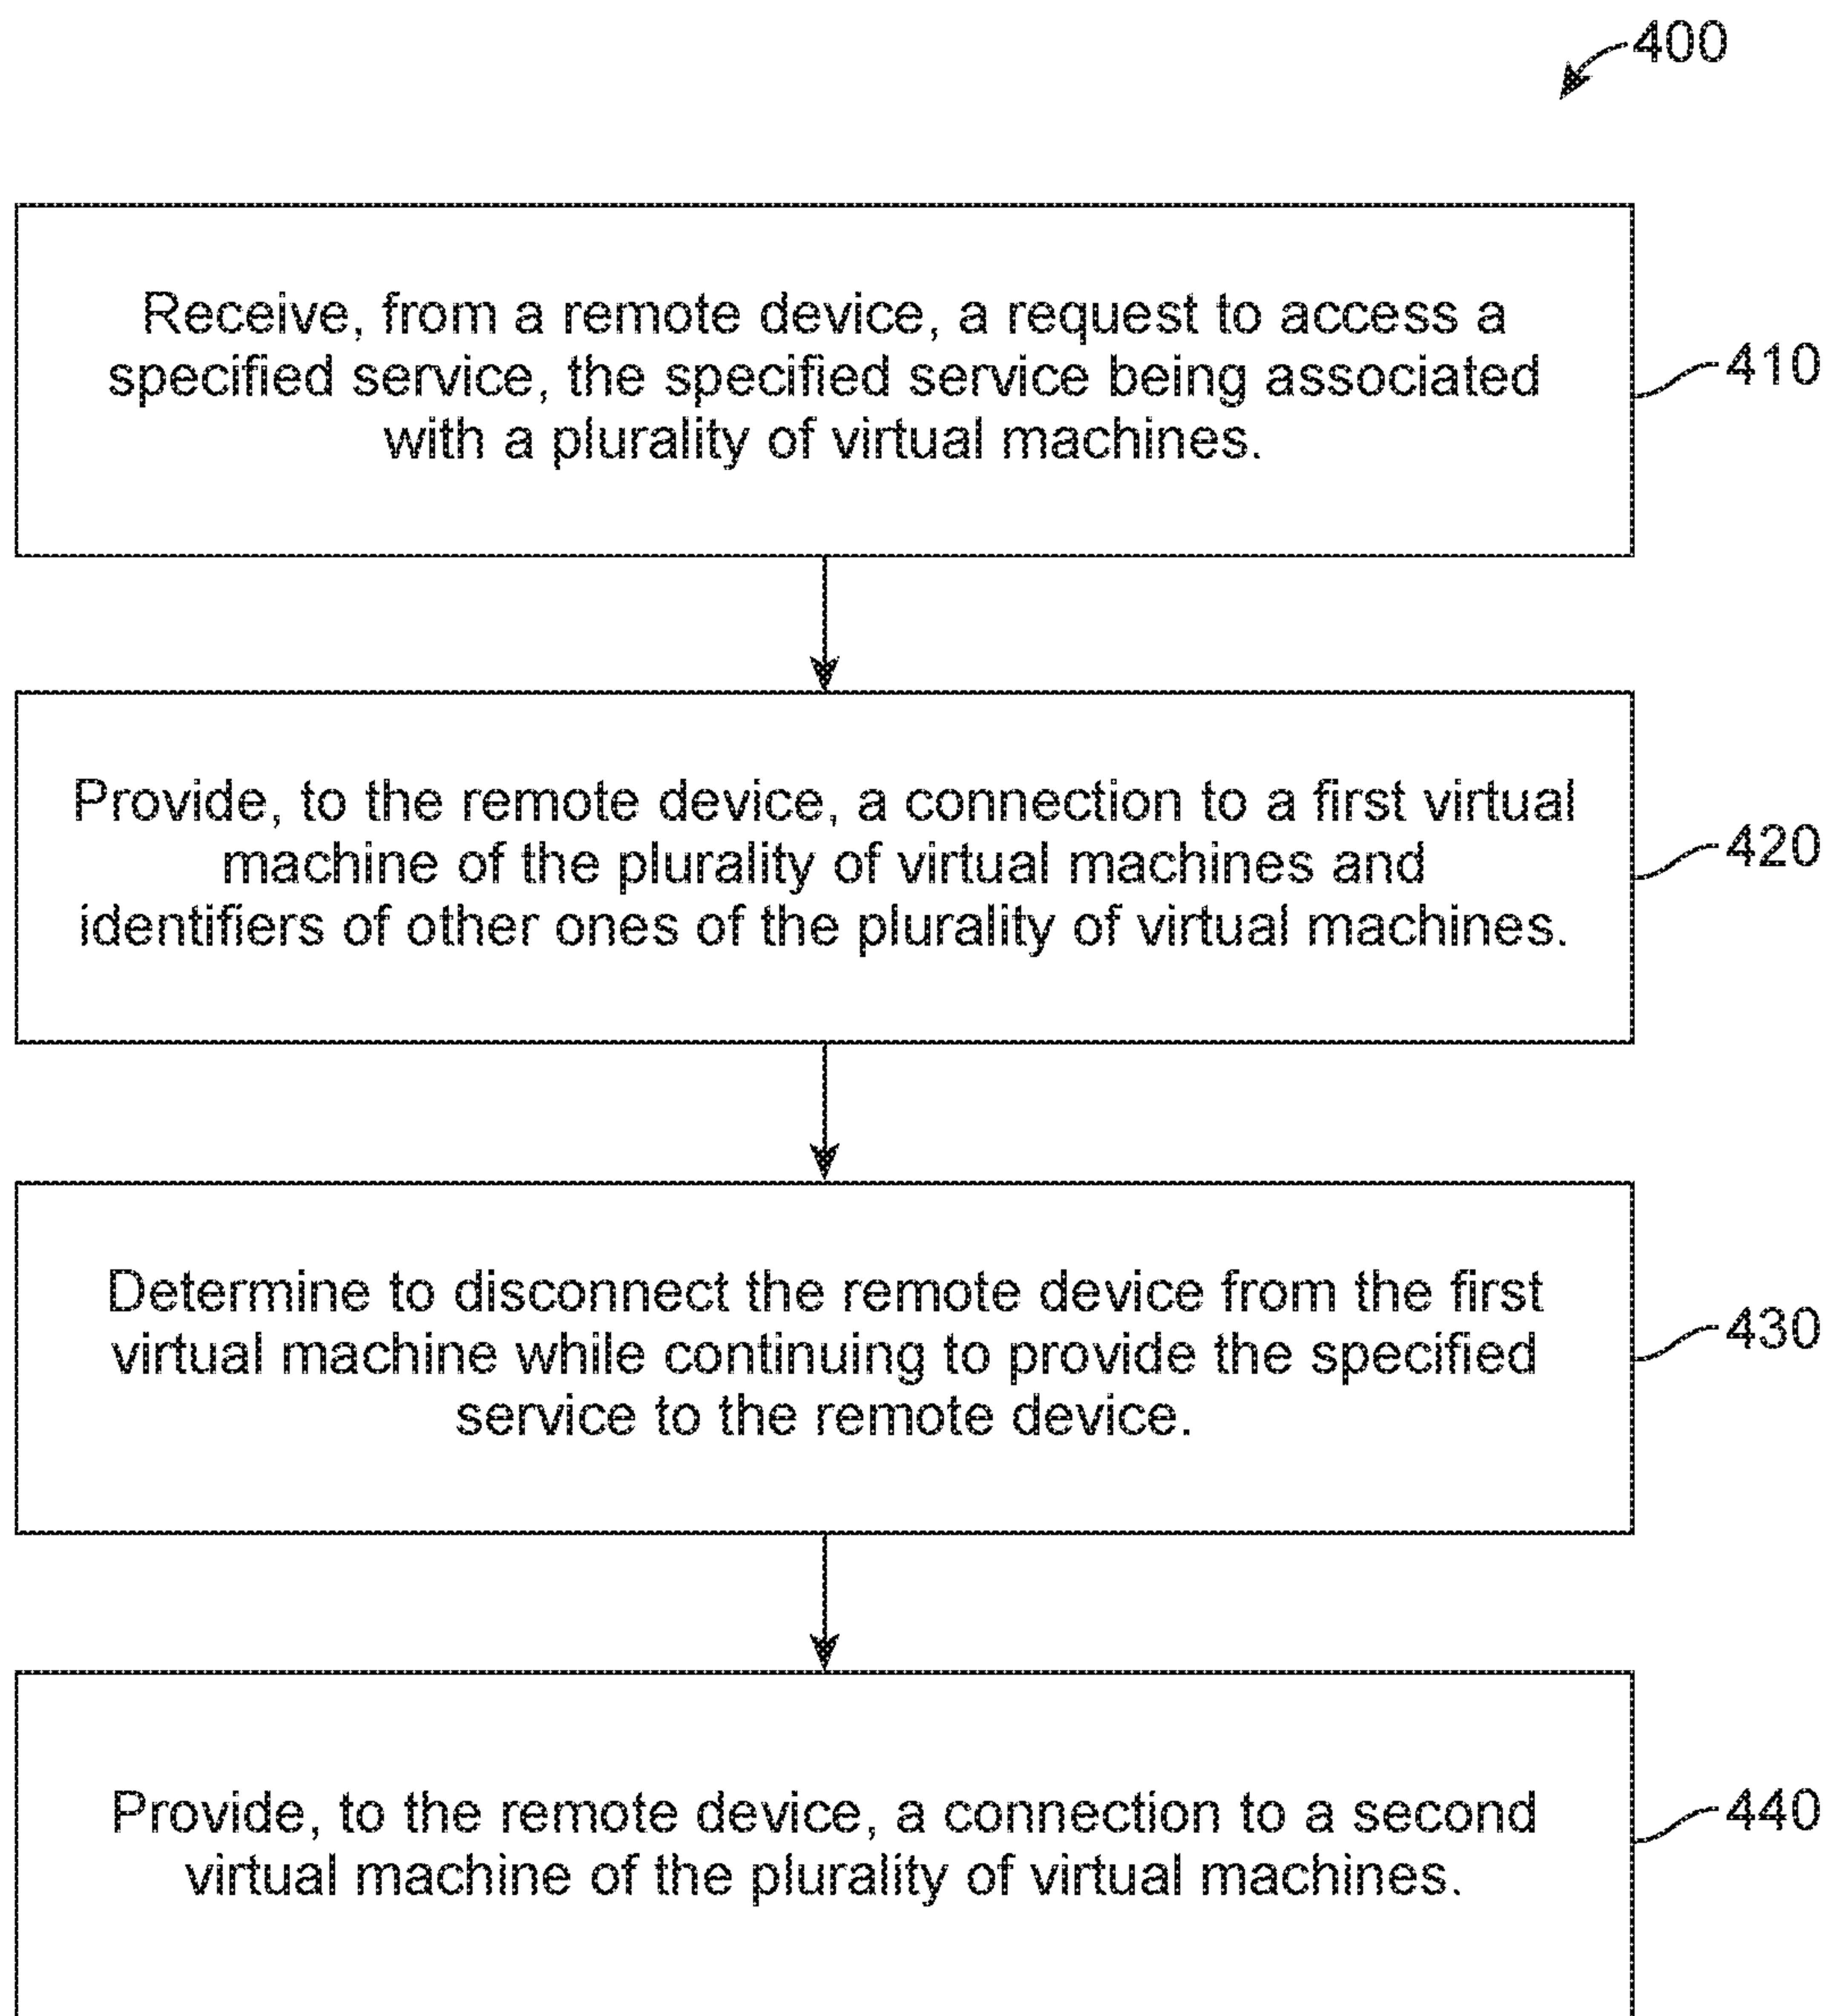 400
Receive, from a remote device, a request to access a
specified service, the specified service being associated
with a plurality of virtual machines.
410
Provide, to the remote device, a connection to a first virtual
machine of the plurality of virtual machines and
identifiers of other ones of the plurality of virtual machines.
420
Determine to disconnect the remote device from the first
virtual machine while continuing to provide the specified
service to the remote device.
430
Provide, to the remote device, a connection to a second
virtual machine of the plurality of virtual machines.
440